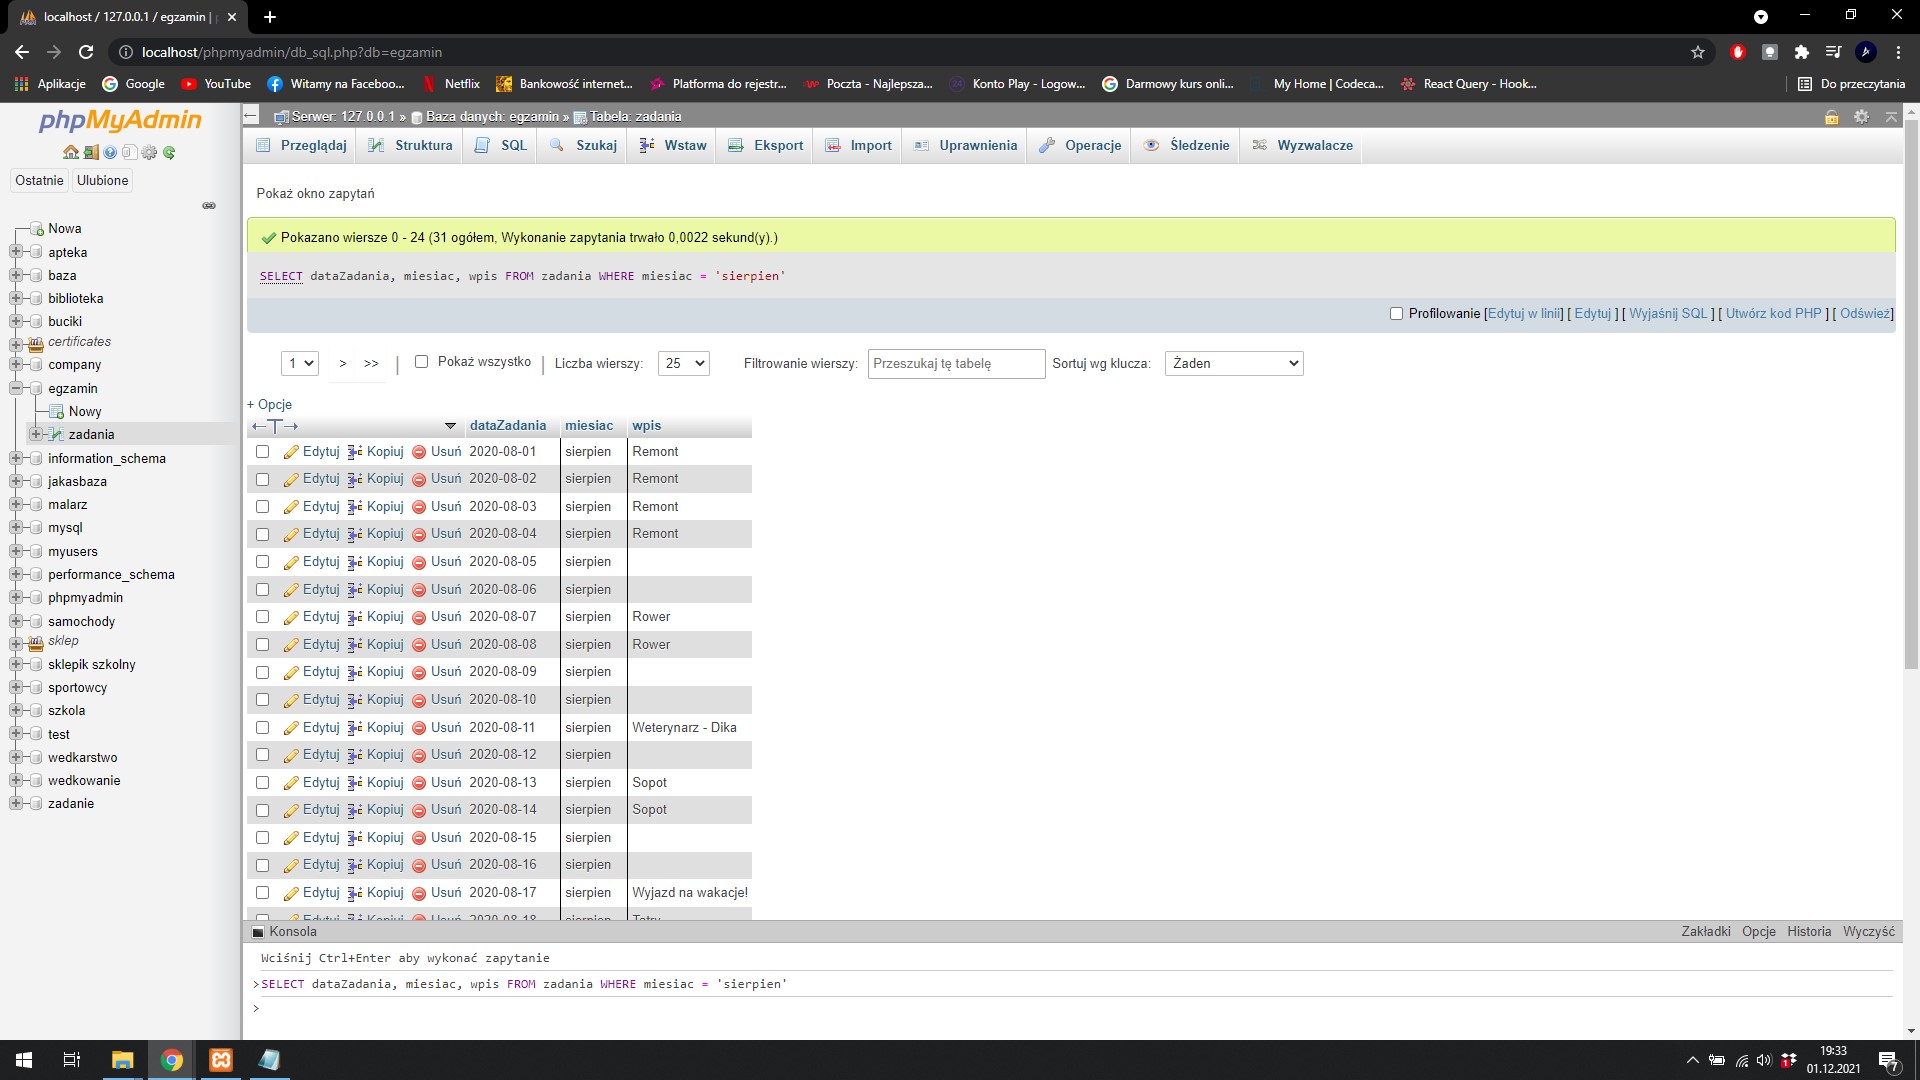 localhost / 127.0.0.1 / egzamin |
localhost/phpmyadmin/db_sql.php?db=egzamin
Aplikacje Google YouTube Witamy na Faceboo... Netflix Bankowość internet... Platforma do rejestr... Poczta - Najlepsza... Konto Play - Logow... Darmowy kurs onli... My Home | Codeca... React Query - Hook... Do przeczytania
phpMyAdmin
Ostatnie Ulubione
Nowa
apteka
baza
biblioteka
buciki
certificates
company
egzamin
Nowy
zadania
information_schema
jakasbaza
malarz
mysql
myusers
performance_schema
phpmyadmin
samochody
sklep
sklepik szkolny
sportowcy
szkola
test
wedkarstwo
wedkowanie
zadanie
Serwer: 127.0.0.1 » Baza danych: egzamin » Tabela: zadania
Przeglądaj Struktura SQL Szukaj Wstaw Eksport Import Uprawnienia Operacje Śledzenie Wyzwalacze
Pokaż okno zapytań
Pokazano wiersze 0 - 24 (31 ogółem, Wykonanie zapytania trwało 0,0022 sekund(y).)
SELECT dataZadania, miesiac, wpis FROM zadania WHERE miesiac = 'sierpien'
Profilowanie [Edytuj w linii] [ Edytuj ] [ Wyjaśnij SQL ] [ Utwórz kod PHP ] [ Odśwież]
1 > >> | Pokaż wszystko | Liczba wierszy: 25 Filtrowanie wierszy: Przeszukaj tę tabelę Sortuj wg klucza: Żaden
+ Opcje
←T→ dataZadania miesiac wpis
Edytuj Kopiuj Usuń 2020-08-01 sierpien Remont
Edytuj Kopiuj Usuń 2020-08-02 sierpien Remont
Edytuj Kopiuj Usuń 2020-08-03 sierpien Remont
Edytuj Kopiuj Usuń 2020-08-04 sierpien Remont
Edytuj Kopiuj Usuń 2020-08-05 sierpien
Edytuj Kopiuj Usuń 2020-08-06 sierpien
Edytuj Kopiuj Usuń 2020-08-07 sierpien Rower
Edytuj Kopiuj Usuń 2020-08-08 sierpien Rower
Edytuj Kopiuj Usuń 2020-08-09 sierpien
Edytuj Kopiuj Usuń 2020-08-10 sierpien
Edytuj Kopiuj Usuń 2020-08-11 sierpien Weterynarz - Dika
Edytuj Kopiuj Usuń 2020-08-12 sierpien
Edytuj Kopiuj Usuń 2020-08-13 sierpien Sopot
Edytuj Kopiuj Usuń 2020-08-14 sierpien Sopot
Edytuj Kopiuj Usuń 2020-08-15 sierpien
Edytuj Kopiuj Usuń 2020-08-16 sierpien
Edytuj Kopiuj Usuń 2020-08-17 sierpien Wyjazd na wakacje!
Edytuj Kopiuj Usuń 2020-08-18 sierpien Tatry
Konsola Zakładki Opcje Historia Wyczyść
Wciśnij Ctrl+Enter aby wykonać zapytanie
>SELECT dataZadania, miesiac, wpis FROM zadania WHERE miesiac = 'sierpien'
>
19:33
01.12.2021
7